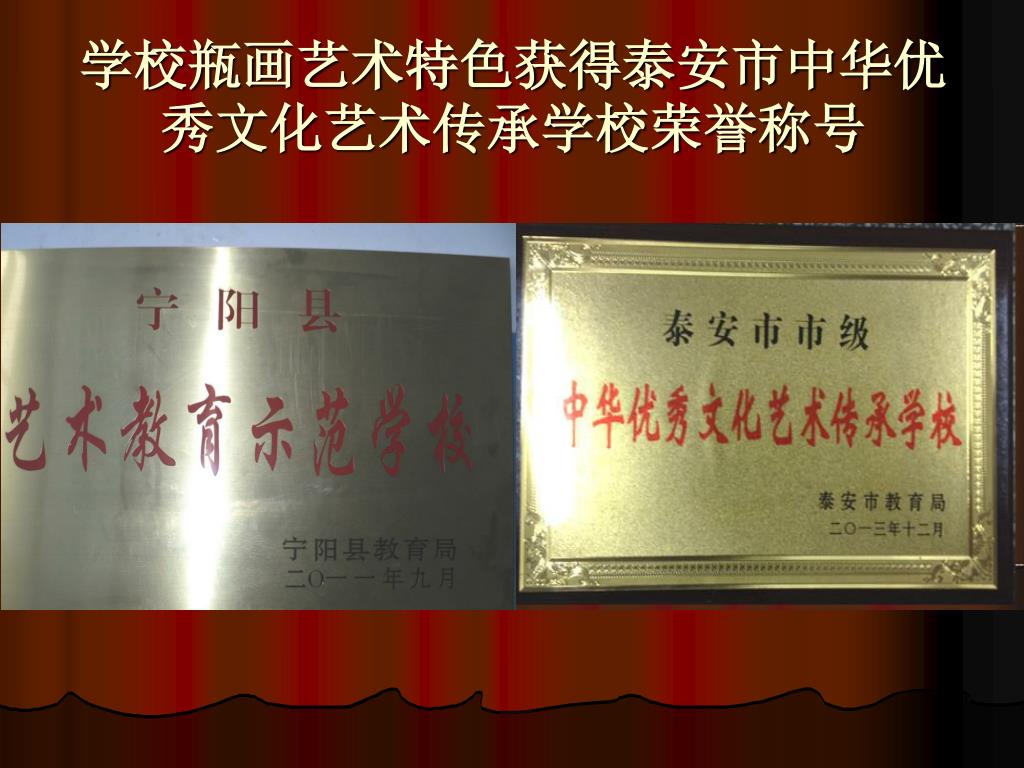 学校瓶画艺术特色获得泰安市中华优
秀文化艺术传承学校荣誉称号
宁阳县
艺术教育示范学校
宁阳县教育局
二〇一一年九月
泰安市市级
中华优秀文化艺术传承学校
泰安市教育局
二〇一三年十二月